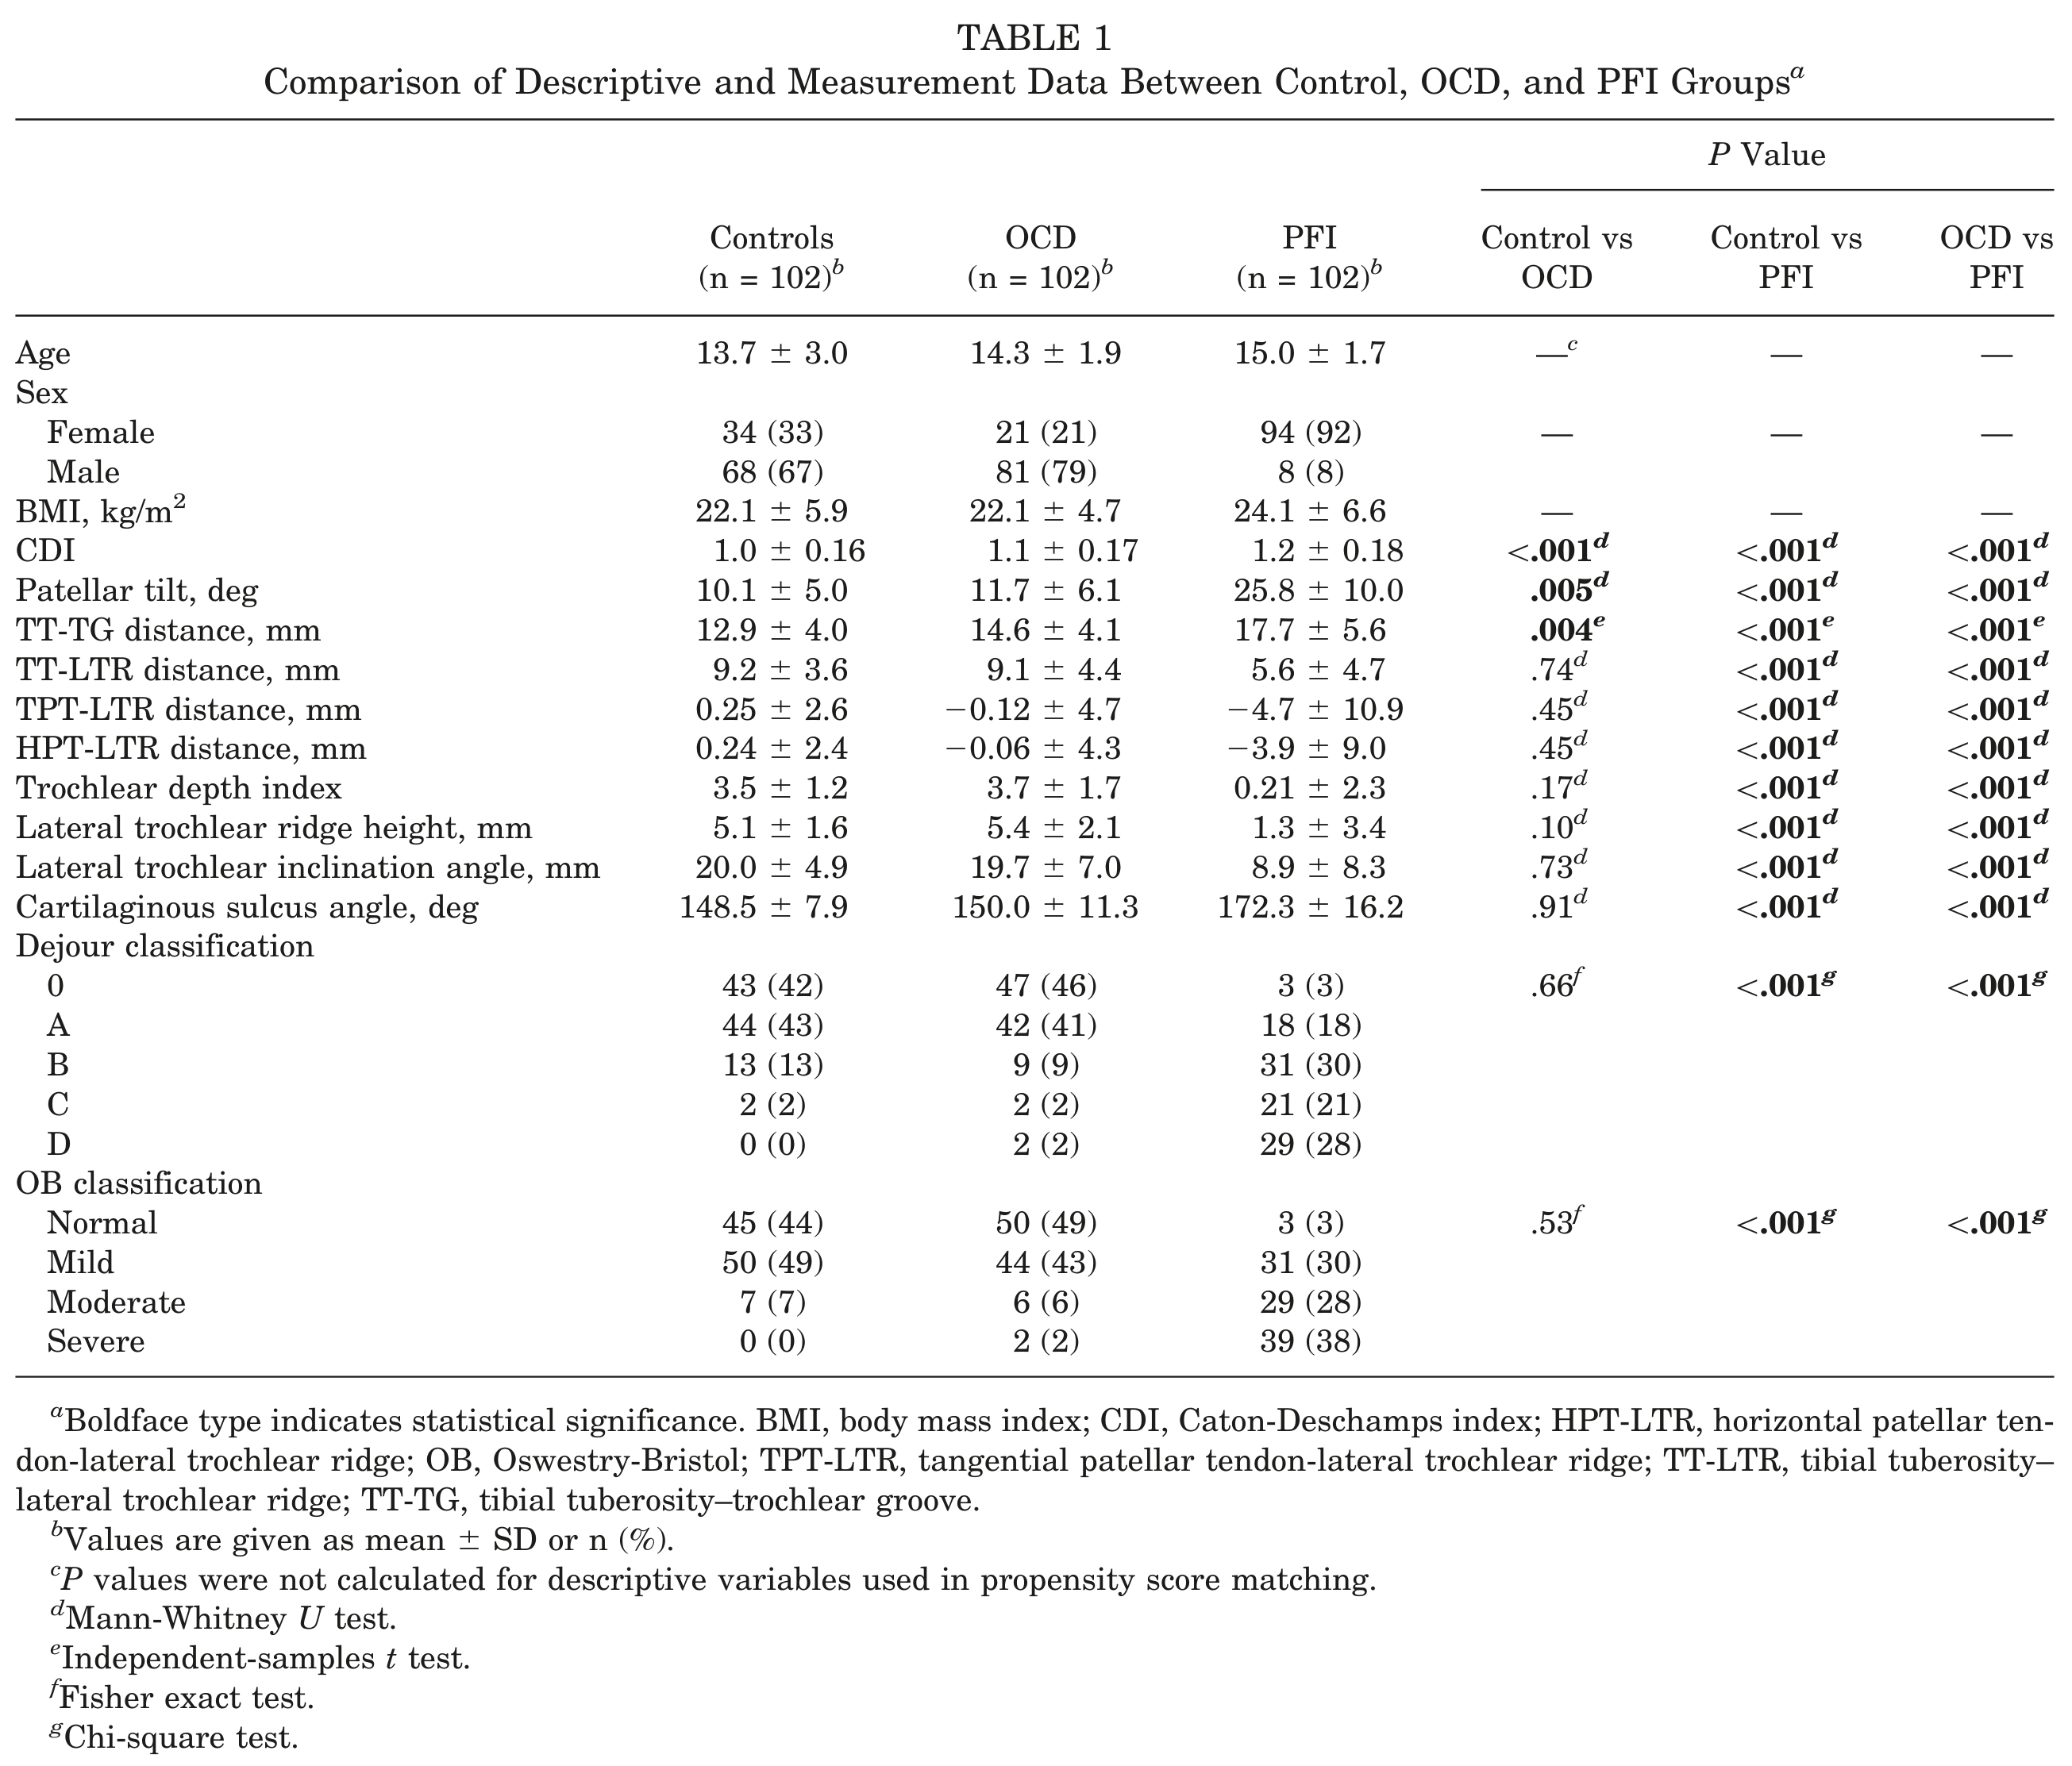 TABLE 1
Comparison of Descriptive and Measurement Data Between Control, OCD, and PFI Groups^a
P Value
Controls (n = 102)^b OCD (n = 102)^b PFI (n = 102)^b Control vs OCD Control vs PFI OCD vs PFI
Age 13.7 ± 3.0 14.3 ± 1.9 15.0 ± 1.7 —^c — —
Sex
Female 34 (33) 21 (21) 94 (92) — — —
Male 68 (67) 81 (79) 8 (8)
BMI, kg/m^2 22.1 ± 5.9 22.1 ± 4.7 24.1 ± 6.6 — — —
CDI 1.0 ± 0.16 1.1 ± 0.17 1.2 ± 0.18 <.001^d <.001^d <.001^d
Patellar tilt, deg 10.1 ± 5.0 11.7 ± 6.1 25.8 ± 10.0 .005^d <.001^d <.001^d
TT-TG distance, mm 12.9 ± 4.0 14.6 ± 4.1 17.7 ± 5.6 .004^e <.001^e <.001^e
TT-LTR distance, mm 9.2 ± 3.6 9.1 ± 4.4 5.6 ± 4.7 .74^d <.001^d <.001^d
TPT-LTR distance, mm 0.25 ± 2.6 −0.12 ± 4.7 −4.7 ± 10.9 .45^d <.001^d <.001^d
HPT-LTR distance, mm 0.24 ± 2.4 −0.06 ± 4.3 −3.9 ± 9.0 .45^d <.001^d <.001^d
Trochlear depth index 3.5 ± 1.2 3.7 ± 1.7 0.21 ± 2.3 .17^d <.001^d <.001^d
Lateral trochlear ridge height, mm 5.1 ± 1.6 5.4 ± 2.1 1.3 ± 3.4 .10^d <.001^d <.001^d
Lateral trochlear inclination angle, mm 20.0 ± 4.9 19.7 ± 7.0 8.9 ± 8.3 .73^d <.001^d <.001^d
Cartilaginous sulcus angle, deg 148.5 ± 7.9 150.0 ± 11.3 172.3 ± 16.2 .91^d <.001^d <.001^d
Dejour classification
0 43 (42) 47 (46) 3 (3) .66^f <.001^g <.001^g
A 44 (43) 42 (41) 18 (18)
B 13 (13) 9 (9) 31 (30)
C 2 (2) 2 (2) 21 (21)
D 0 (0) 2 (2) 29 (28)
OB classification
Normal 45 (44) 50 (49) 3 (3) .53^f <.001^g <.001^g
Mild 50 (49) 44 (43) 31 (30)
Moderate 7 (7) 6 (6) 29 (28)
Severe 0 (0) 2 (2) 39 (38)
^aBoldface type indicates statistical significance. BMI, body mass index; CDI, Caton-Deschamps index; HPT-LTR, horizontal patellar ten-
don-lateral trochlear ridge; OB, Oswestry-Bristol; TPT-LTR, tangential patellar tendon-lateral trochlear ridge; TT-LTR, tibial tuberosity–
lateral trochlear ridge; TT-TG, tibial tuberosity–trochlear groove.
^bValues are given as mean ± SD or n (%).
^cP values were not calculated for descriptive variables used in propensity score matching.
^dMann-Whitney U test.
^eIndependent-samples t test.
^fFisher exact test.
^gChi-square test.